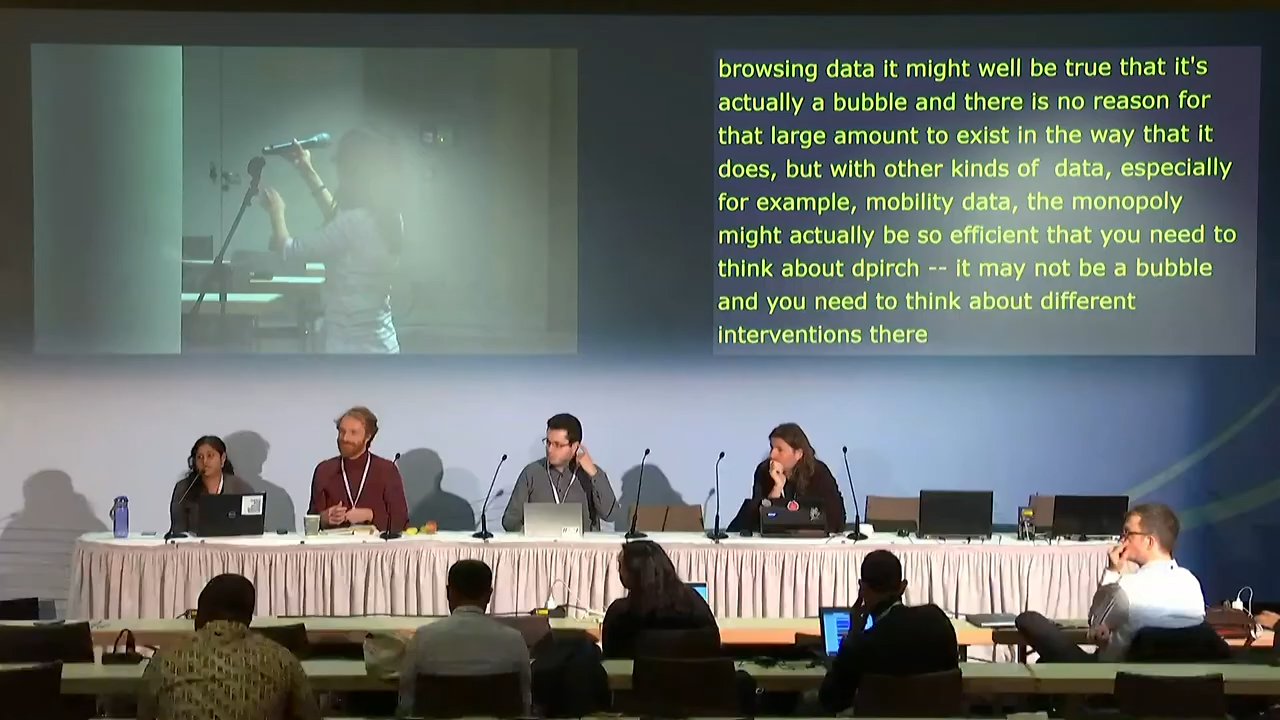 browsing data it might well be true that it's
actually a bubble and there is no reason for
that large amount to exist in the way that it
does, but with other kinds of  data, especially
for example, mobility data, the monopoly
might actually be so efficient that you need to
think about dpirch -- it may not be a bubble
and you need to think about different
interventions there